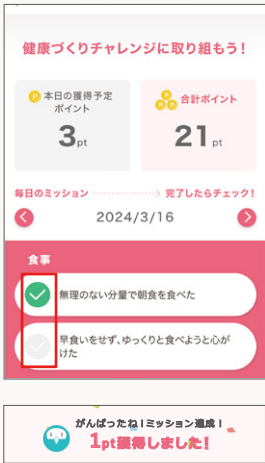 健康づくりチャレンジに取り組もう!
P 本日の獲得予定
ポイント
3pt
P P P 合計ポイント
21pt
毎日のミッション 完了したらチェック!
2024/3/16
食事
無理のない分量で朝食を食べた
早食いをせず、ゆっくりと食べようと心が
けた
がんばったね!ミッション達成!
1pt獲得しました!